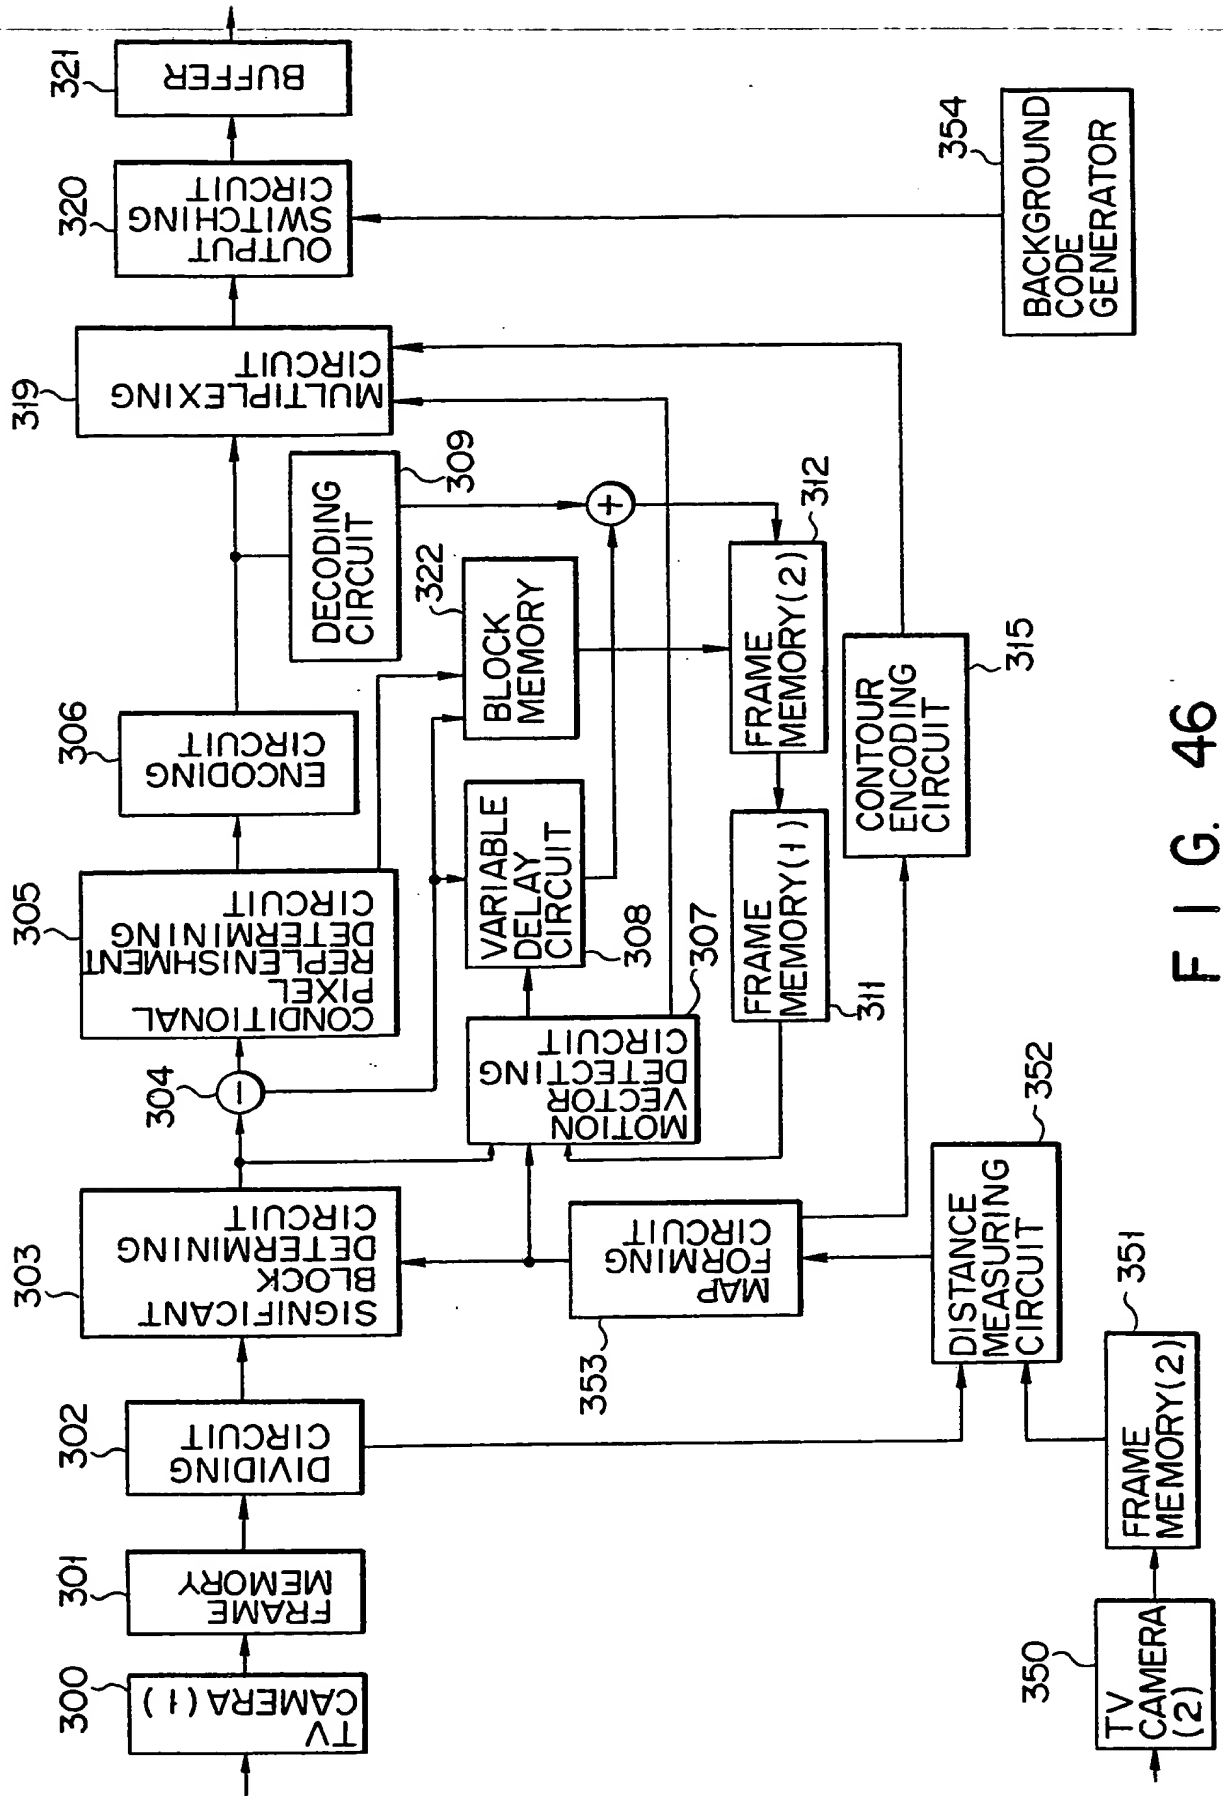 300
TV
CAMERA(1)
301
FRAME
MEMORY
302
DIVIDING
CIRCUIT
303
SIGNIFICANT
BLOCK
DETERMINING
CIRCUIT
304
−
305
CONDITIONAL
PIXEL
REPLENISHMENT
DETERMINING
CIRCUIT
306
ENCODING
CIRCUIT
319
MULTIPLEXING
CIRCUIT
320
OUTPUT
SWITCHING
CIRCUIT
321
BUFFER
DECODING
CIRCUIT
309
MOTION
VECTOR
DETECTING
CIRCUIT
307
VARIABLE
DELAY
CIRCUIT
308
322
BLOCK
MEMORY
+
FRAME
MEMORY(1)
311
FRAME
MEMORY(2)
312
353
MAP
FORMING
CIRCUIT
CONTOUR
ENCODING
CIRCUIT
315
DISTANCE
MEASURING
CIRCUIT
352
354
BACKGROUND
CODE
GENERATOR
350
TV
CAMERA
(2)
FRAME
MEMORY(2)
351
F I G. 46